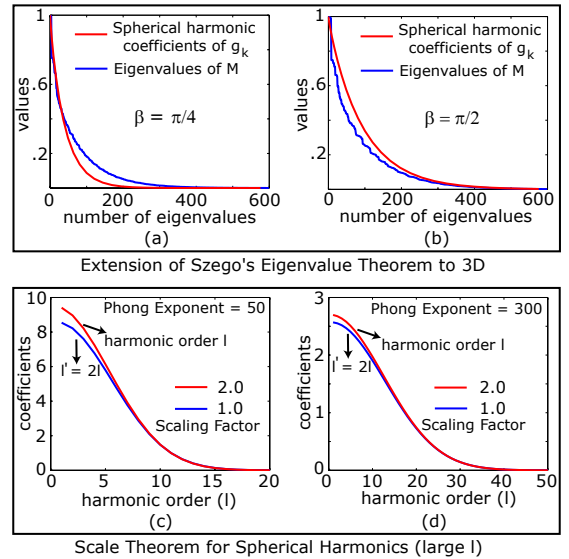 1
.6
.2
values
Spherical harmonic
coefficients of g_k
Eigenvalues of M
β = π/4
0 200 400 600
number of eigenvalues
(a)
1
.6
.2
values
Spherical harmonic
coefficients of g_k
Eigenvalues of M
β = π/2
0 200 400 600
number of eigenvalues
(b)
Extension of Szego's Eigenvalue Theorem to 3D
10
8
6
4
2
0
coefficients
Phong Exponent = 50
harmonic order l
l' = 2l
2.0
1.0
Scaling Factor
0 5 10 15 20
harmonic order (l)
(c)
3
2
1
0
coefficients
Phong Exponent = 300
harmonic order l
l' = 2l
2.0
1.0
Scaling Factor
0 10 20 30 40 50
harmonic order (l)
(d)
Scale Theorem for Spherical Harmonics (large l)